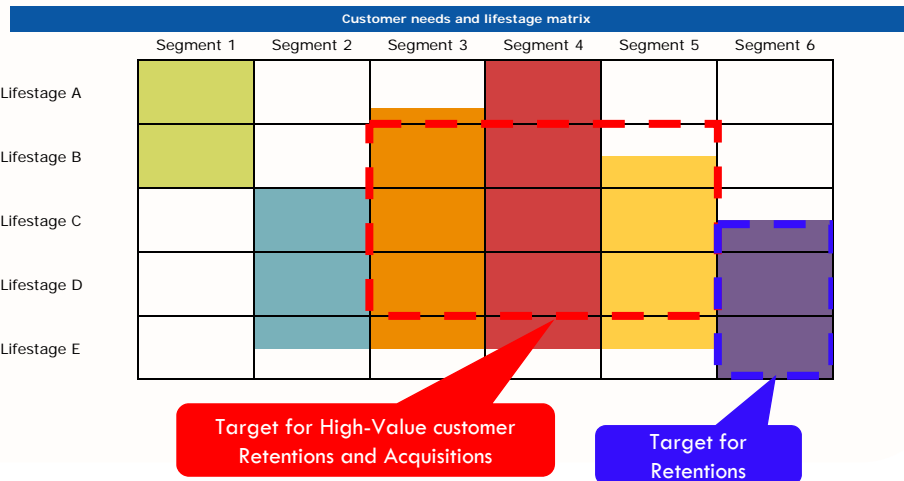 Customer needs and lifestage matrix
Segment 1 Segment 2 Segment 3 Segment 4 Segment 5 Segment 6
Lifestage A
Lifestage B
Lifestage C
Lifestage D
Lifestage E
Target for High-Value customer
Retentions and Acquisitions
Target for
Retentions